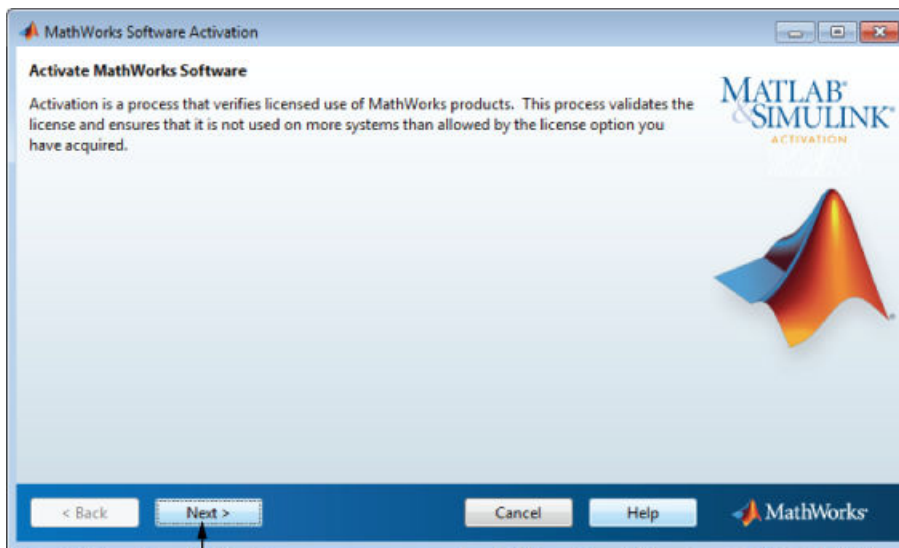 MathWorks Software Activation
Activate MathWorks Software
Activation is a process that verifies licensed use of MathWorks products. This process validates the
license and ensures that it is not used on more systems than allowed by the license option you
have acquired.
MATLAB®
&SIMULINK®
ACTIVATION
®
< Back
Next >
Cancel
Help
MathWorks®